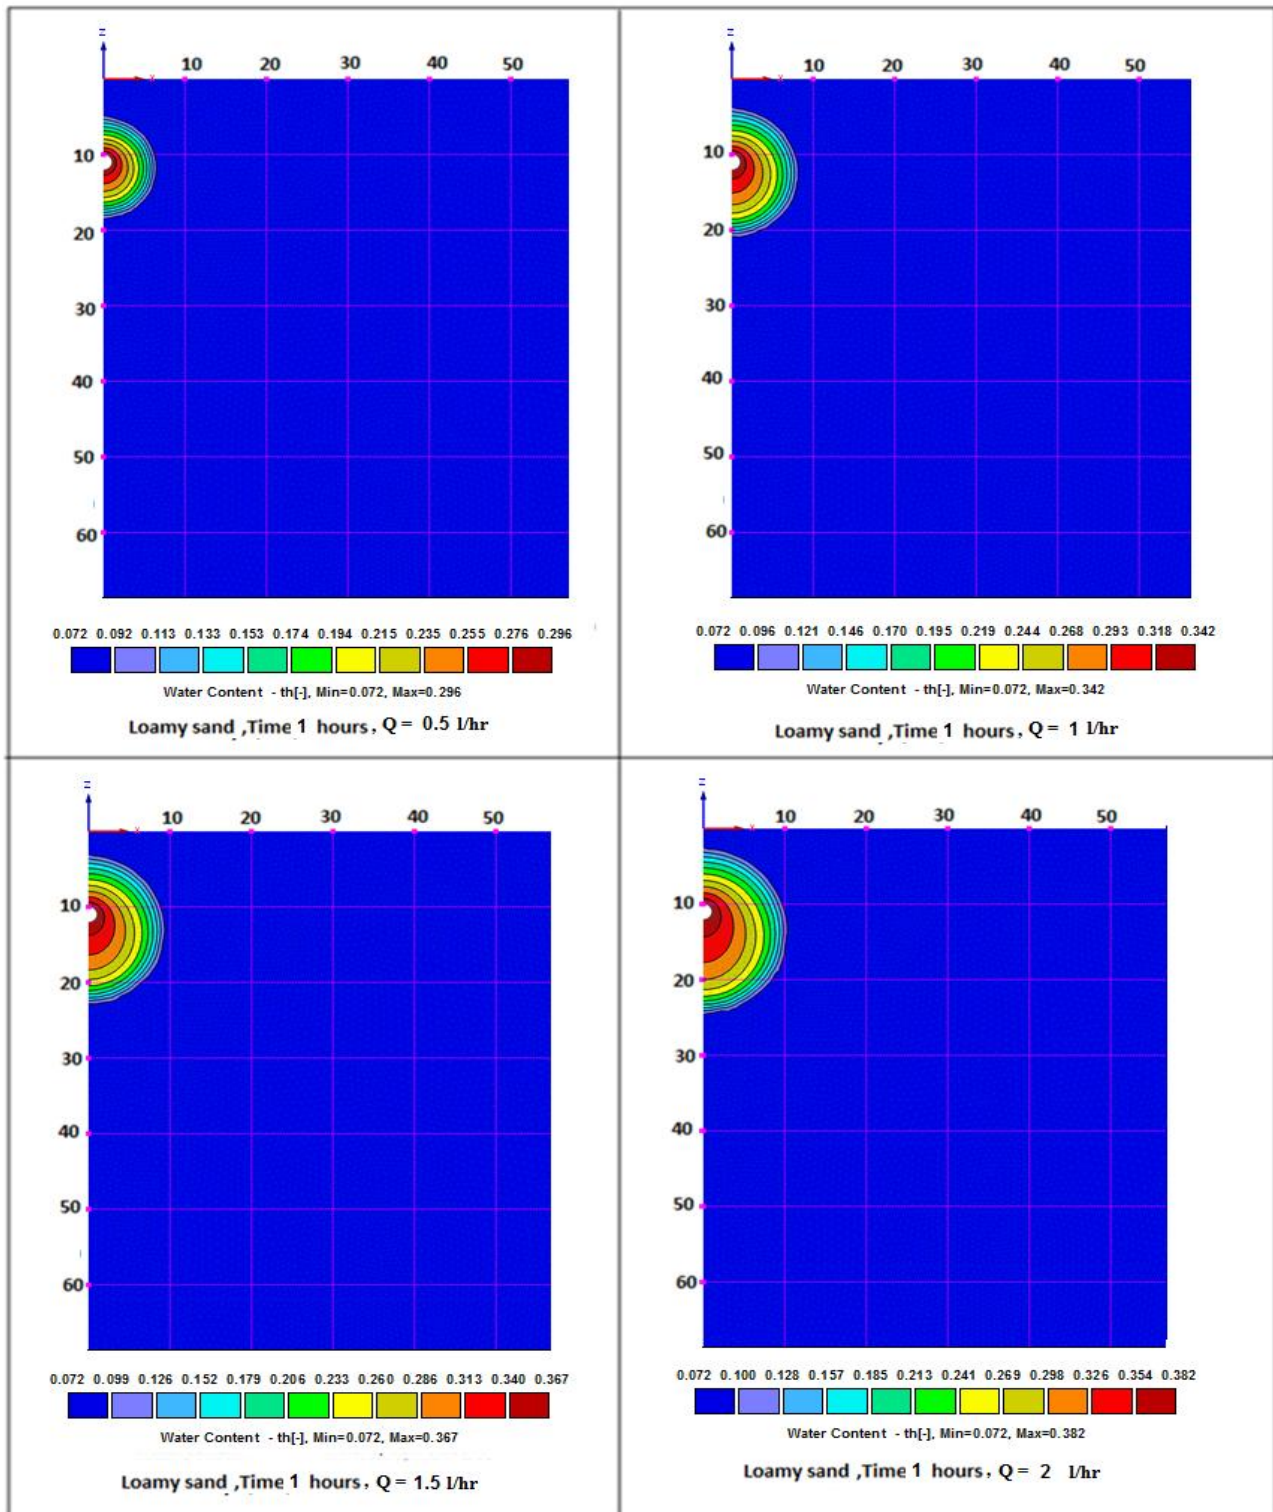 Z
10 20 30 40 50
X
10
20
30
40
50
60
0.072 0.092 0.113 0.133 0.153 0.174 0.194 0.215 0.235 0.255 0.276 0.296
Water Content - th[-], Min=0.072, Max=0.296
Loamy sand ,Time 1 hours , Q = 0.5 l/hr
Z
10 20 30 40 50
X
10
20
30
40
50
60
0.072 0.096 0.121 0.146 0.170 0.195 0.219 0.244 0.268 0.293 0.318 0.342
Water Content - th[-], Min=0.072, Max=0.342
Loamy sand ,Time 1 hours , Q = 1 l/hr
Z
10 20 30 40 50
X
10
20
30
40
50
60
0.072 0.099 0.126 0.152 0.179 0.206 0.233 0.260 0.286 0.313 0.340 0.367
Water Content - th[-], Min=0.072, Max=0.367
Loamy sand ,Time 1 hours , Q = 1.5 l/hr
Z
10 20 30 40 50
X
10
20
30
40
50
60
0.072 0.100 0.128 0.157 0.185 0.213 0.241 0.269 0.298 0.326 0.354 0.382
Water Content - th[-], Min=0.072, Max=0.382
Loamy sand ,Time 1 hours , Q = 2 l/hr